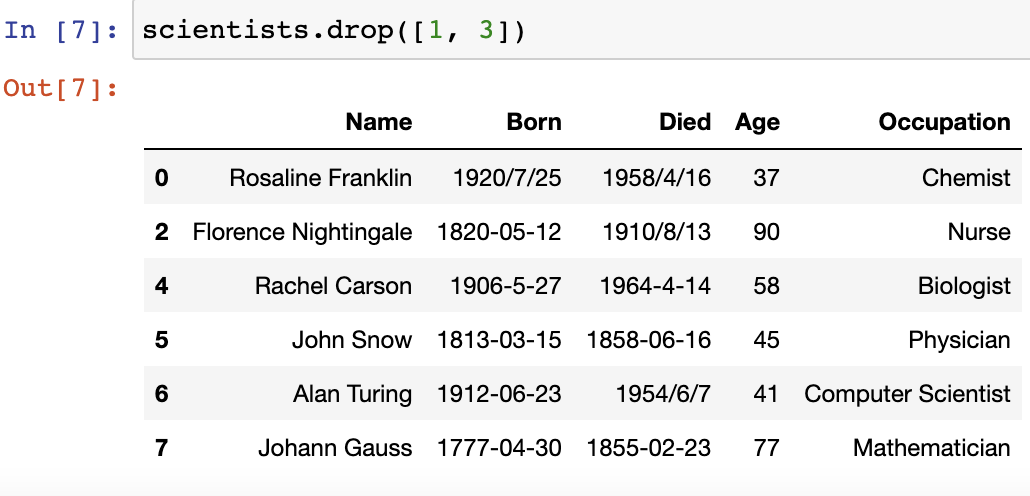 In [7]: scientists.drop([1, 3])
Out[7]:
Name Born Died Age Occupation
0 Rosaline Franklin 1920/7/25 1958/4/16 37 Chemist
2 Florence Nightingale 1820-05-12 1910/8/13 90 Nurse
4 Rachel Carson 1906-5-27 1964-4-14 58 Biologist
5 John Snow 1813-03-15 1858-06-16 45 Physician
6 Alan Turing 1912-06-23 1954/6/7 41 Computer Scientist
7 Johann Gauss 1777-04-30 1855-02-23 77 Mathematician